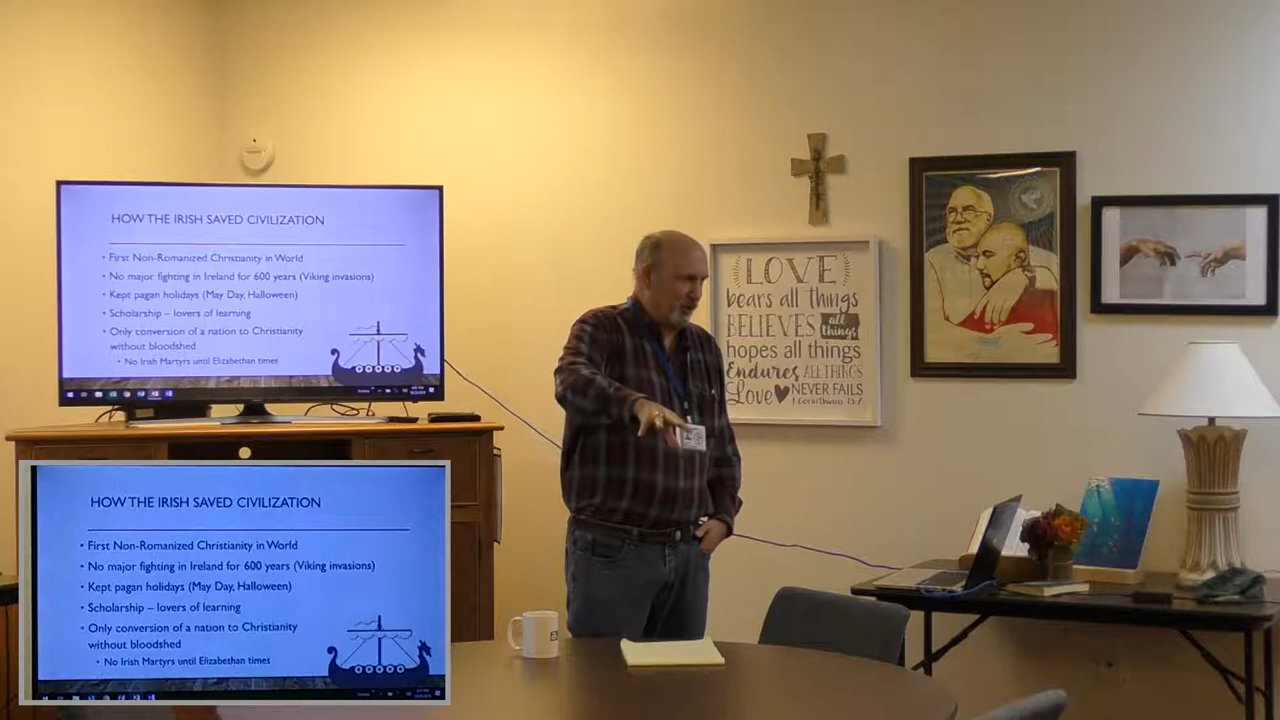 HOW THE IRISH SAVED CIVILIZATION
• First Non-Romanized Christianity in World
• No major fighting in Ireland for 600 years (Viking invasions)
• Kept pagan holidays (May Day, Halloween)
• Scholarship – lovers of learning
• Only conversion of a nation to Christianity
without bloodshed
• No Irish Martyrs until Elizabethan times
LOVE
bears all things
BELIEVES all things
hopes all things
Endures ALL THINGS
Love NEVER FAILS
1 Corinthians 13:7
HOW THE IRISH SAVED CIVILIZATION
• First Non-Romanized Christianity in World
• No major fighting in Ireland for 600 years (Viking invasions)
• Kept pagan holidays (May Day, Halloween)
• Scholarship – lovers of learning
• Only conversion of a nation to Christianity
without bloodshed
• No Irish Martyrs until Elizabethan times